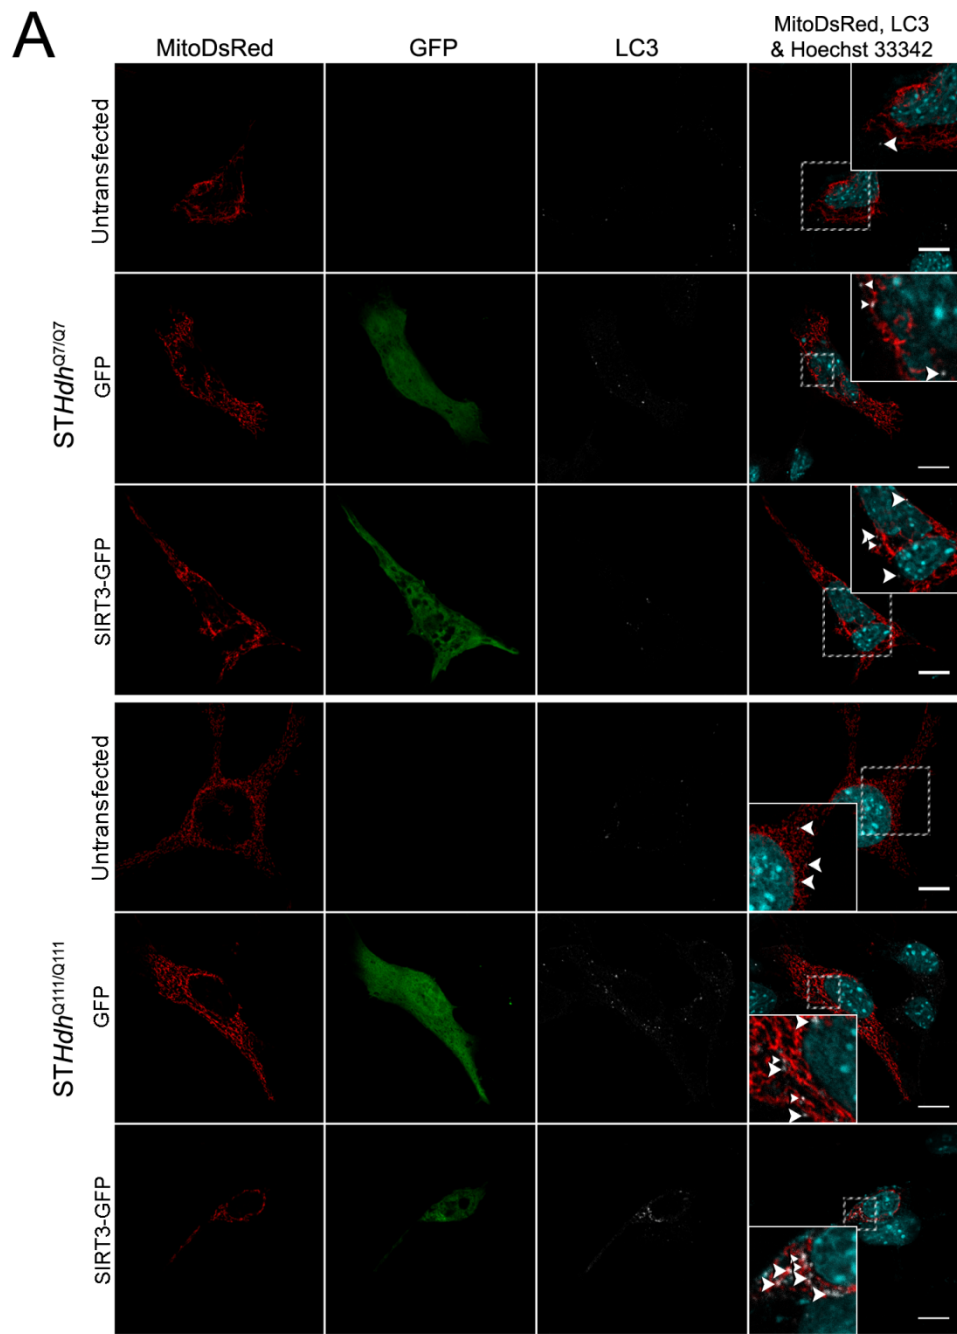 A
MitoDsRed
GFP
LC3
MitoDsRed, LC3
& Hoechst 33342
STHdhQ7/Q7
Untransfected
GFP
SIRT3-GFP
STHdhQ111/Q111
Untransfected
GFP
SIRT3-GFP